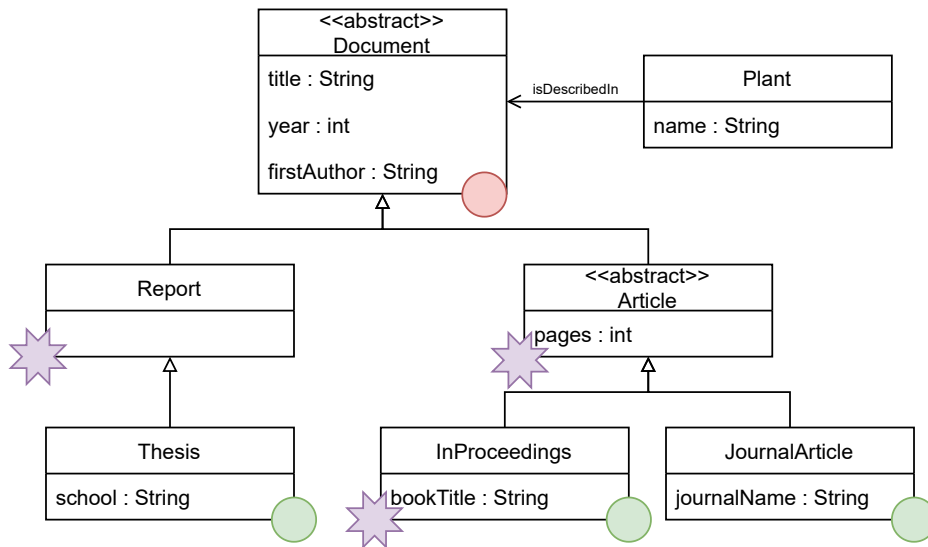 <<abstract>>
Document
title : String
year : int
firstAuthor : String
isDescribedIn
Plant
name : String
Report
<<abstract>>
Article
pages : int
Thesis
school : String
InProceedings
bookTitle : String
JournalArticle
journalName : String